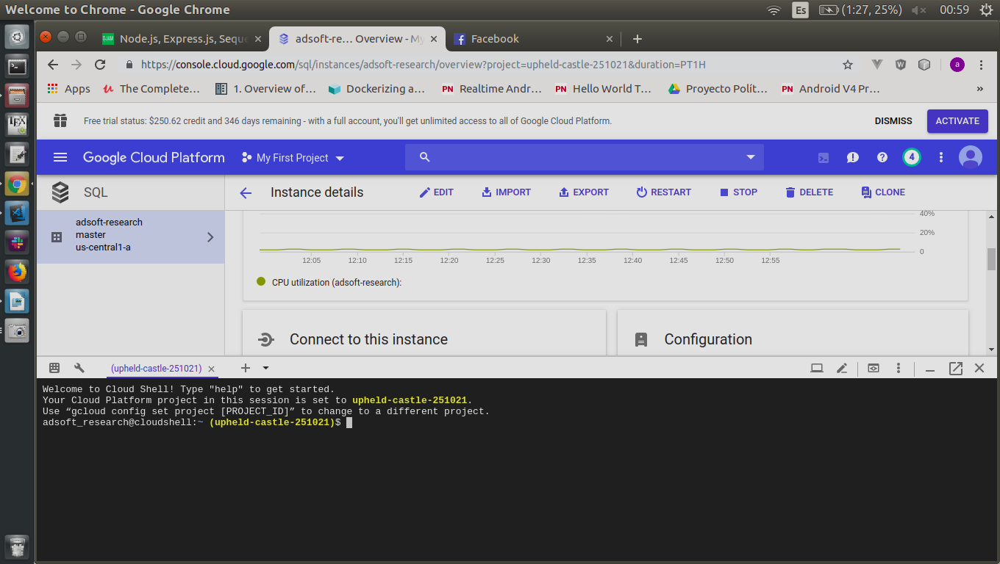 Welcome to Chrome - Google Chrome
Es
(1:27, 25%)
00:59
DJAM
Node.js, Express.js, Seque
adsoft-re... Overview - My
Facebook
https://console.cloud.google.com/sql/instances/adsoft-research/overview?project=upheld-castle-251021&duration=PT1H
a
Apps
The Complete...
1. Overview of...
Dockerizing a...
PN Realtime Andr...
PN Hello World T...
Proyecto Polít...
PN Android V4 Pr...
»
Free trial status: $250.62 credit and 346 days remaining - with a full account, you'll get unlimited access to all of Google Cloud Platform.
DISMISS
ACTIVATE
Google Cloud Platform
My First Project
4
SQL
Instance details
EDIT
IMPORT
EXPORT
RESTART
STOP
DELETE
CLONE
adsoft-research
master
us-central1-a
40%
20%
0
12:05 12:10 12:15 12:20 12:25 12:30 12:35 12:40 12:45 12:50 12:55
CPU utilization (adsoft-research):
Connect to this instance
Configuration
(upheld-castle-251021)
Welcome to Cloud Shell! Type "help" to get started.
Your Cloud Platform project in this session is set to upheld-castle-251021.
Use “gcloud config set project [PROJECT_ID]” to change to a different project.
adsoft_research@cloudshell:~ (upheld-castle-251021)$